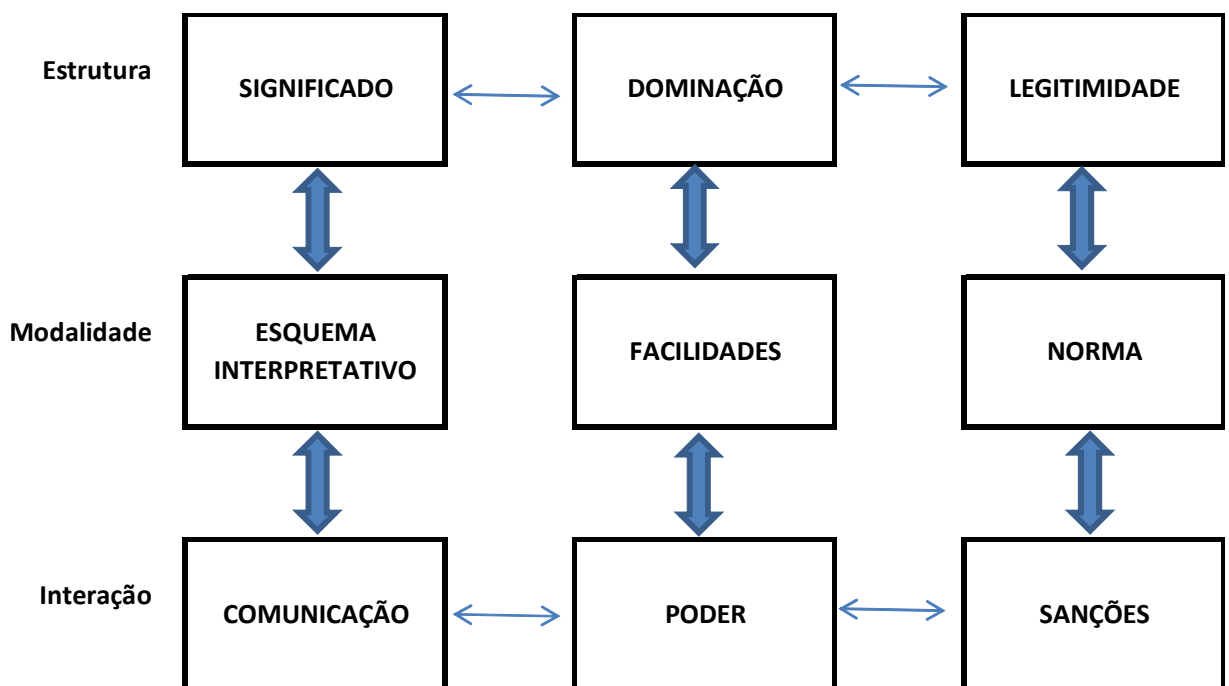 Estrutura
SIGNIFICADO
DOMINAÇÃO
LEGITIMIDADE
Modalidade
ESQUEMA
INTERPRETATIVO
FACILIDADES
NORMA
Interação
COMUNICAÇÃO
PODER
SANÇÕES